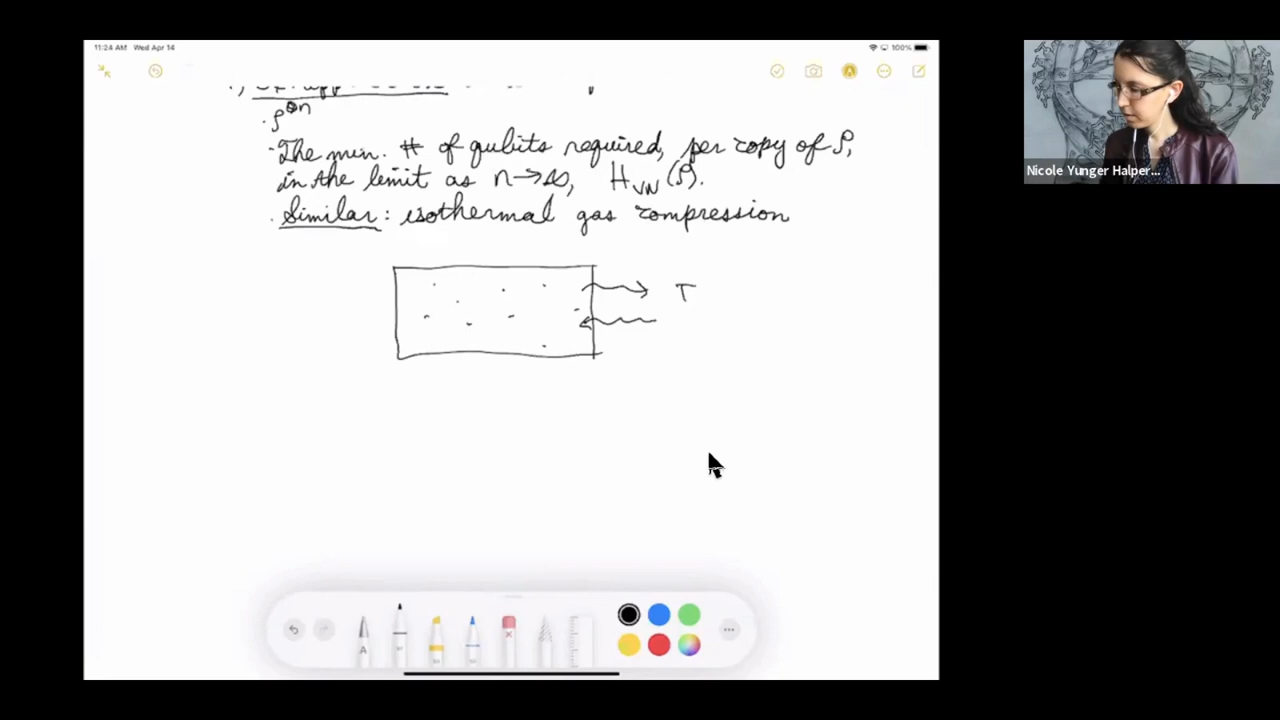 11:24 AM Wed Apr 14
100%
· ρ⊗n
· The min. # of qubits required, per copy of ρ,
in the limit as n→∞, HVN(ρ).
· Similar: isothermal gas compression
T
Nicole Yunger Halper...